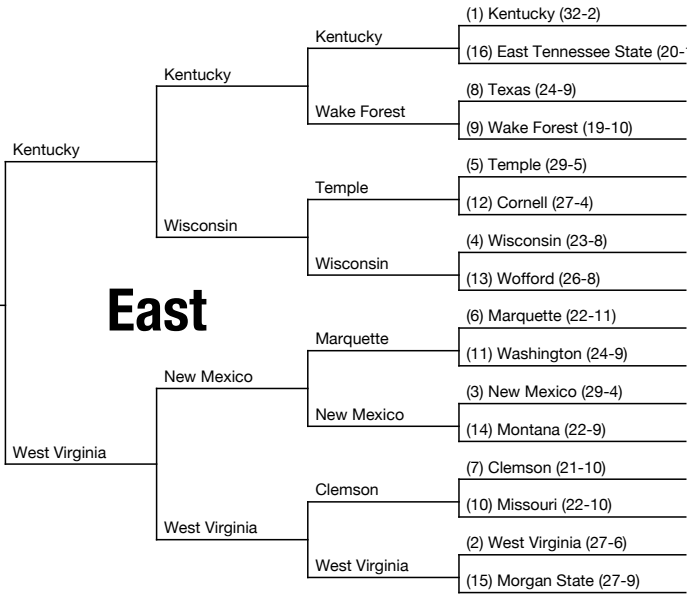 (1) Kentucky (32-2)
Kentucky
(16) East Tennessee State (20-
Kentucky
(8) Texas (24-9)
Wake Forest
(9) Wake Forest (19-10)
Kentucky
(5) Temple (29-5)
Temple
(12) Cornell (27-4)
Wisconsin
(4) Wisconsin (23-8)
Wisconsin
(13) Wofford (26-8)
East
(6) Marquette (22-11)
Marquette
(11) Washington (24-9)
New Mexico
(3) New Mexico (29-4)
New Mexico
(14) Montana (22-9)
West Virginia
(7) Clemson (21-10)
Clemson
(10) Missouri (22-10)
West Virginia
(2) West Virginia (27-6)
West Virginia
(15) Morgan State (27-9)